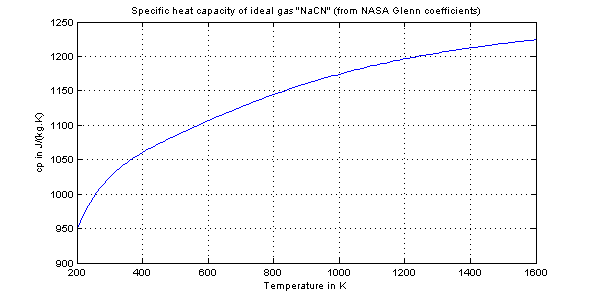 Specific heat capacity of ideal gas "NaCN" (from NASA Glenn coefficients)
1250
1200
1150
1100
1050
1000
950
900
cp in J/(kg.K)
200 400 600 800 1000 1200 1400 1600
Temperature in K